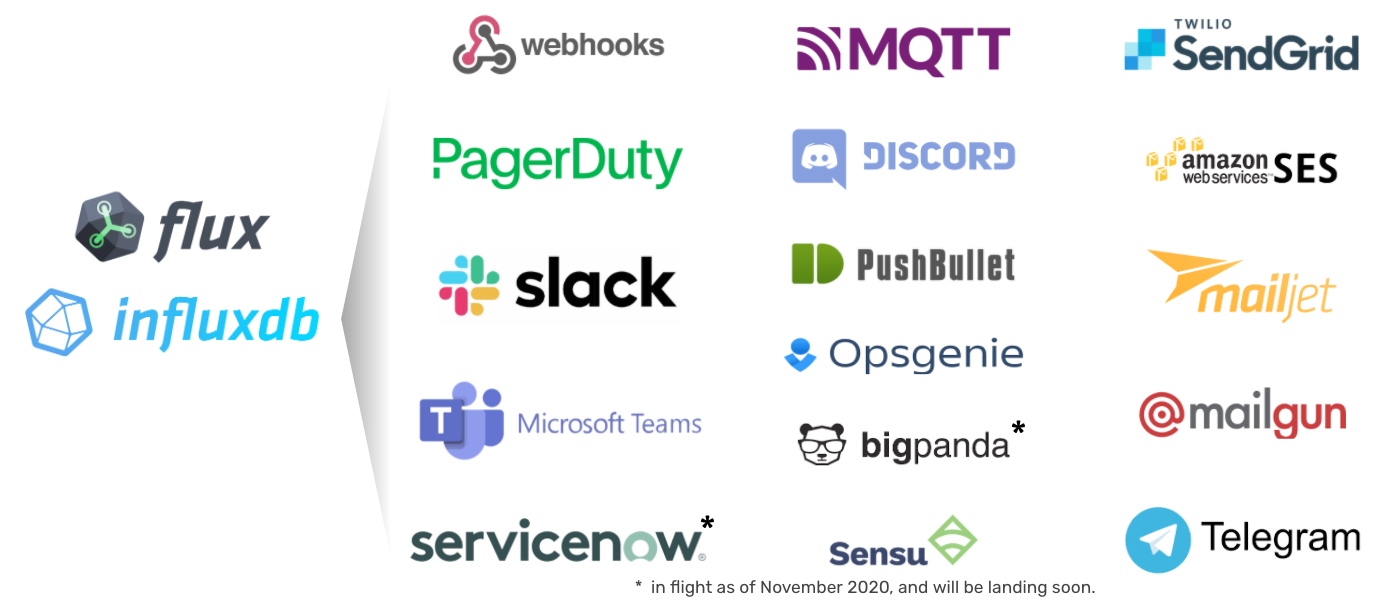 flux
influxdb
webhooks
PagerDuty
slack
T
Microsoft Teams
servicenow®*
MQTT
DISCORD
PushBullet
Opsgenie
bigpanda*
Sensu
TWILIO
SendGrid
amazon
web services™ SES
mailjet
@mailgun
Telegram
* in flight as of November 2020, and will be landing soon.